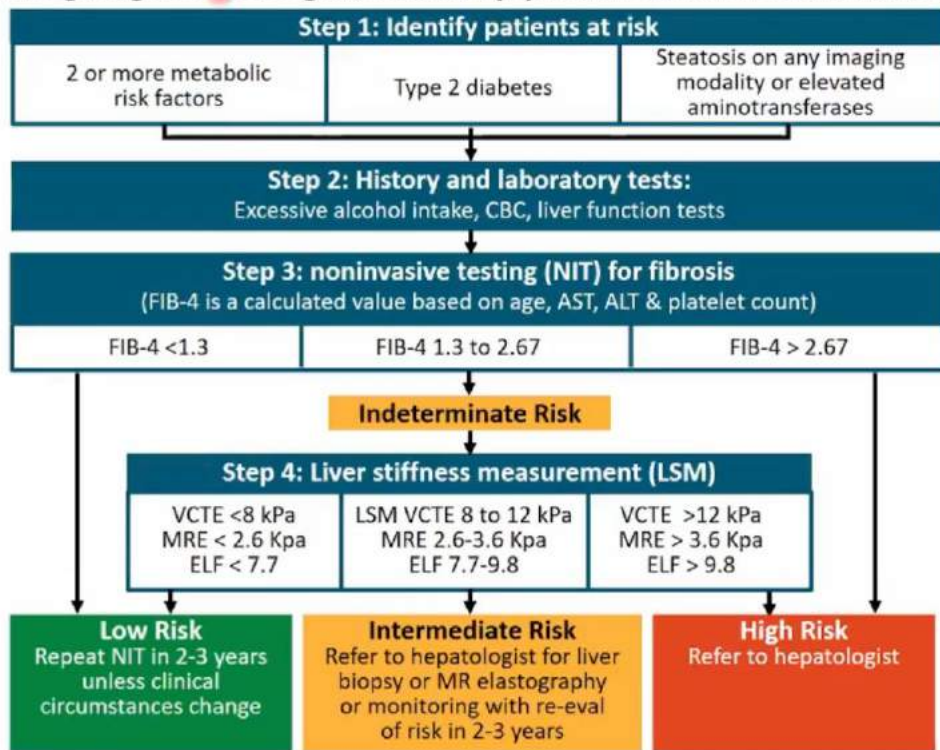 Step 1: Identify patients at risk
2 or more metabolic
risk factors
Type 2 diabetes
Steatosis on any imaging
modality or elevated
aminotransferases
Step 2: History and laboratory tests:
Excessive alcohol intake, CBC, liver function tests
Step 3: noninvasive testing (NIT) for fibrosis
(FIB-4 is a calculated value based on age, AST, ALT & platelet count)
FIB-4 <1.3
FIB-4 1.3 to 2.67
FIB-4 > 2.67
Indeterminate Risk
Step 4: Liver stiffness measurement (LSM)
VCTE <8 kPa
MRE < 2.6 Kpa
ELF < 7.7
LSM VCTE 8 to 12 kPa
MRE 2.6-3.6 Kpa
ELF 7.7-9.8
VCTE >12 kPa
MRE > 3.6 Kpa
ELF > 9.8
Low Risk
Repeat NIT in 2-3 years
unless clinical
circumstances change
Intermediate Risk
Refer to hepatologist for liver
biopsy or MR elastography
or monitoring with re-eval
of risk in 2-3 years
High Risk
Refer to hepatologist